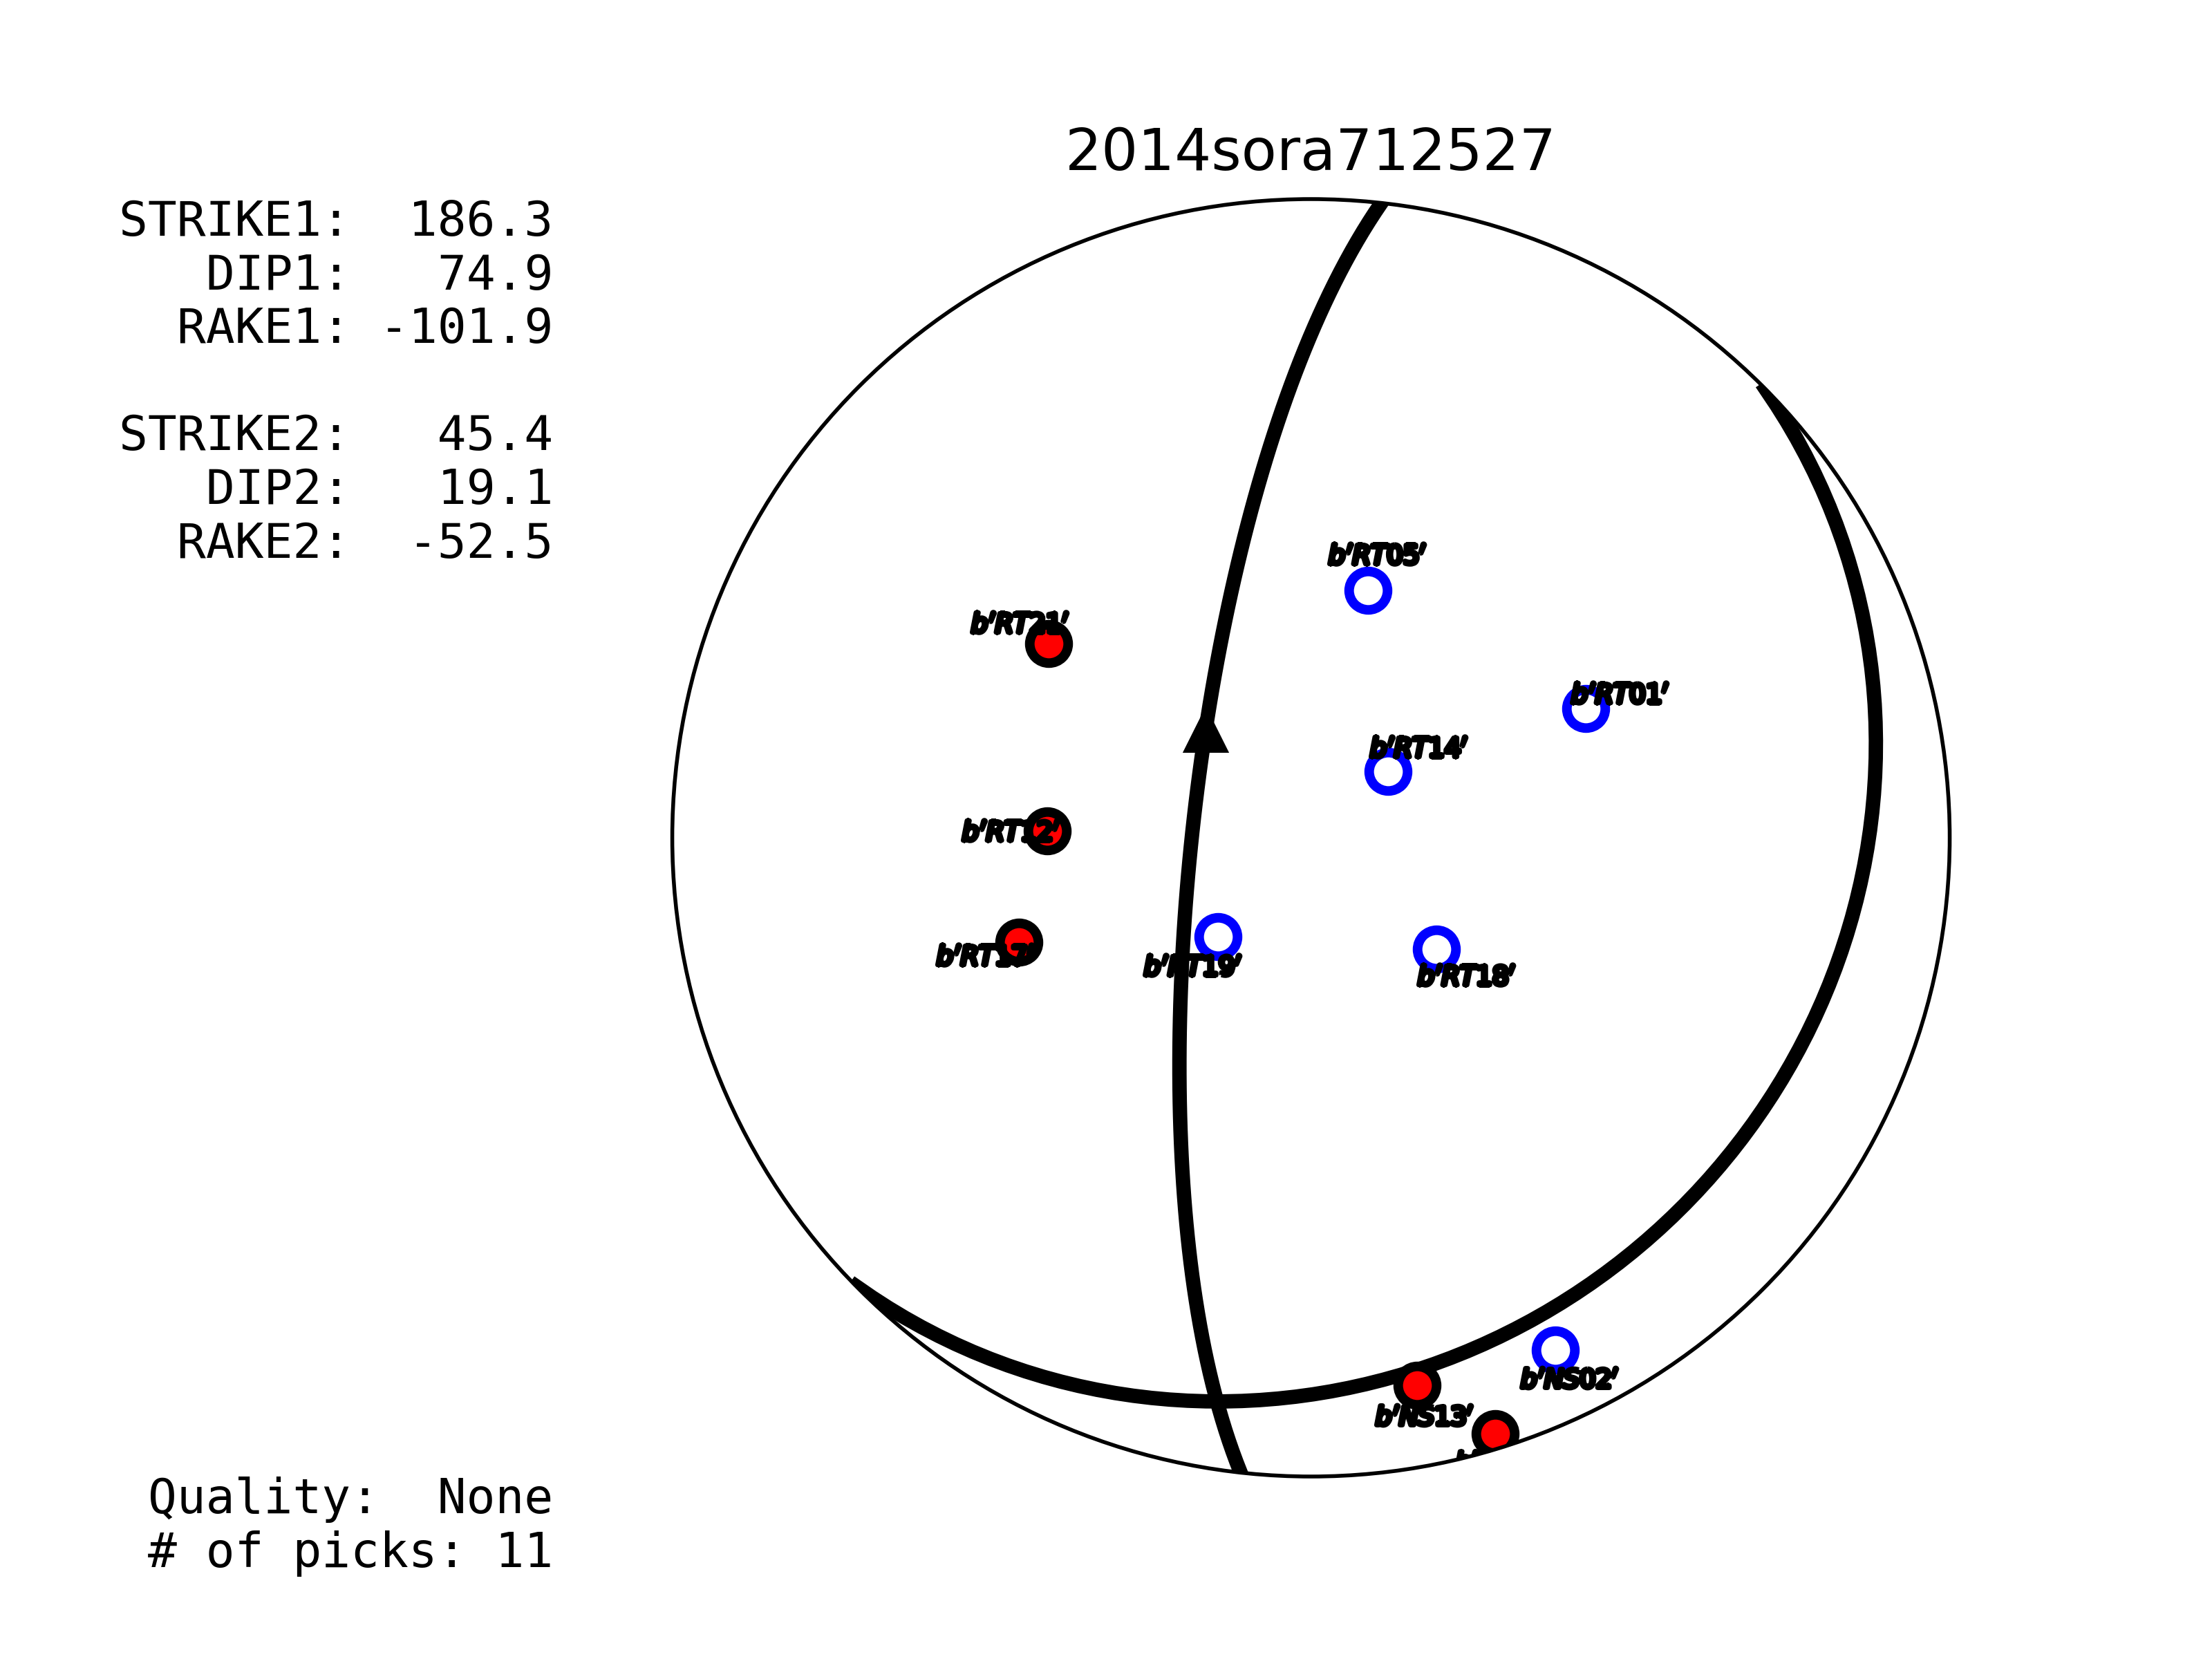 2014sora712527
STRIKE1: 186.3
DIP1: 74.9
RAKE1: -101.9
STRIKE2: 45.4
DIP2: 19.1
RAKE2: -52.5
b'RT05'
b'RT21'
b'RT01'
b'RT14'
b'RT12'
b'RT19'
b'RT18'
b'NS02'
b'NS13'
Quality: None
# of picks: 11